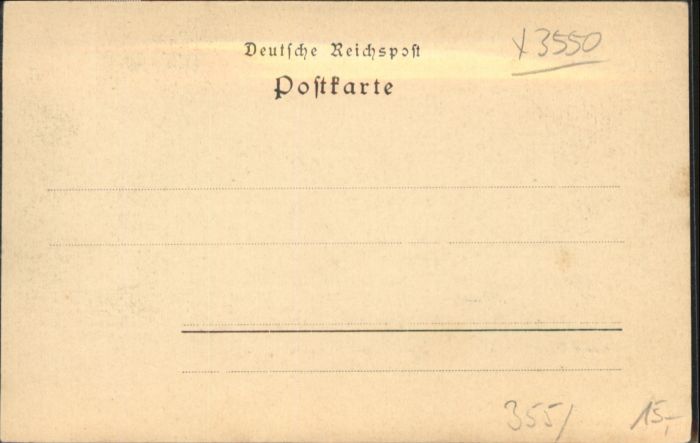 Deutſche Reichspoſt
x3550
Poſtkarte
355/
15,-